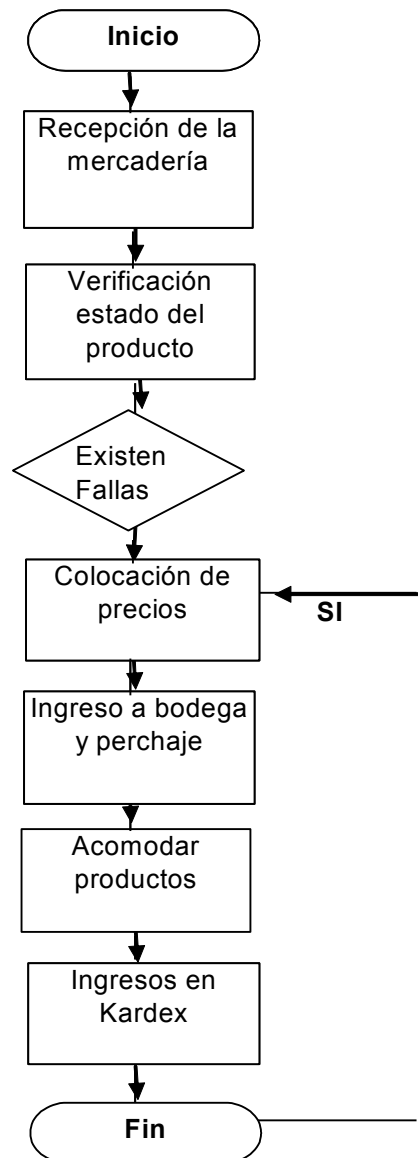 Inicio
Recepción de la
mercadería
Verificación
estado del
producto
Existen
Fallas
Colocación de
precios
SI
Ingreso a bodega
y perchaje
Acomodar
productos
Ingresos en
Kardex
Fin